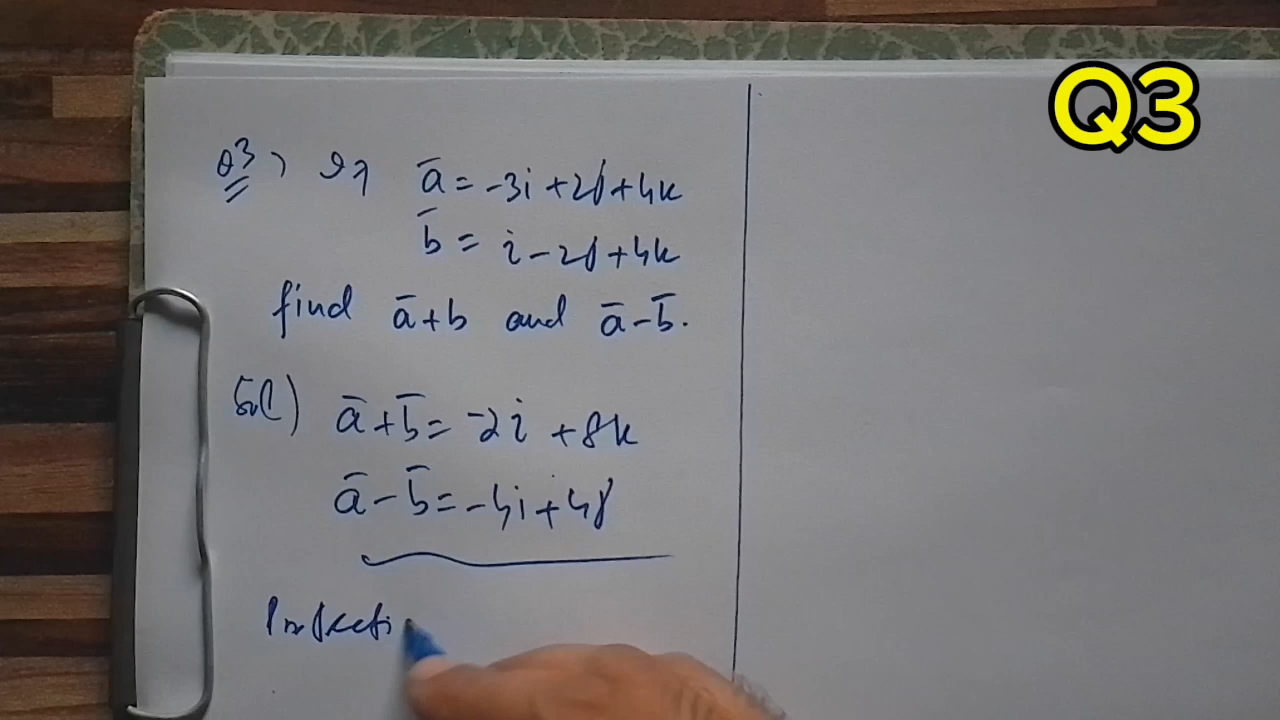 Q3
Q3) If a̅ = -3i + 2j + 4k
b̅ = i - 2j + 4k
find a̅ + b and a̅ - b̅.
Sol) a̅ + b̅ = -2i + 8k
a̅ - b̅ = -4i + 4j